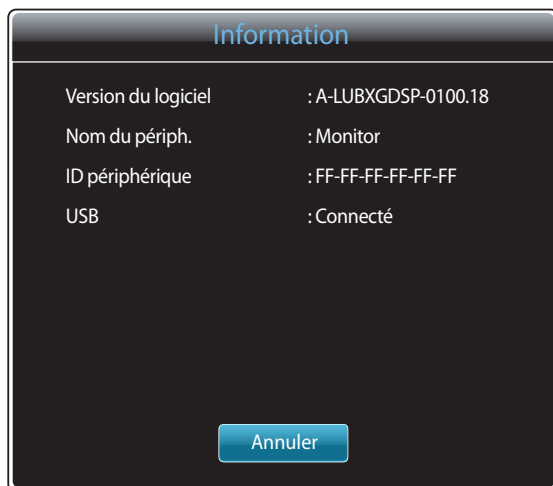 Information
Version du logiciel : A-LUBXGDSP-0100.18
Nom du périph. : Monitor
ID périphérique : FF-FF-FF-FF-FF-FF
USB : Connecté
Annuler